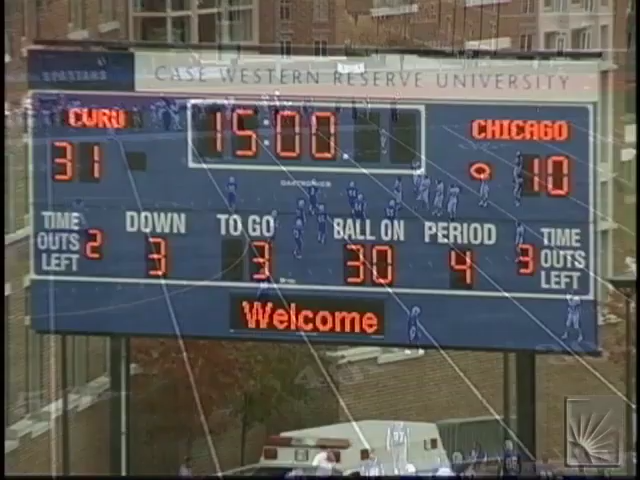 SPARTANS CASE WESTERN RESERVE UNIVERSITY
CWRU 15:00. CHICAGO
31 10
DAKTRONICS
TIME OUTS LEFT 2 DOWN 3 TO GO 3 BALL ON 30 PERIOD 4 3 TIME OUTS LEFT
Welcome